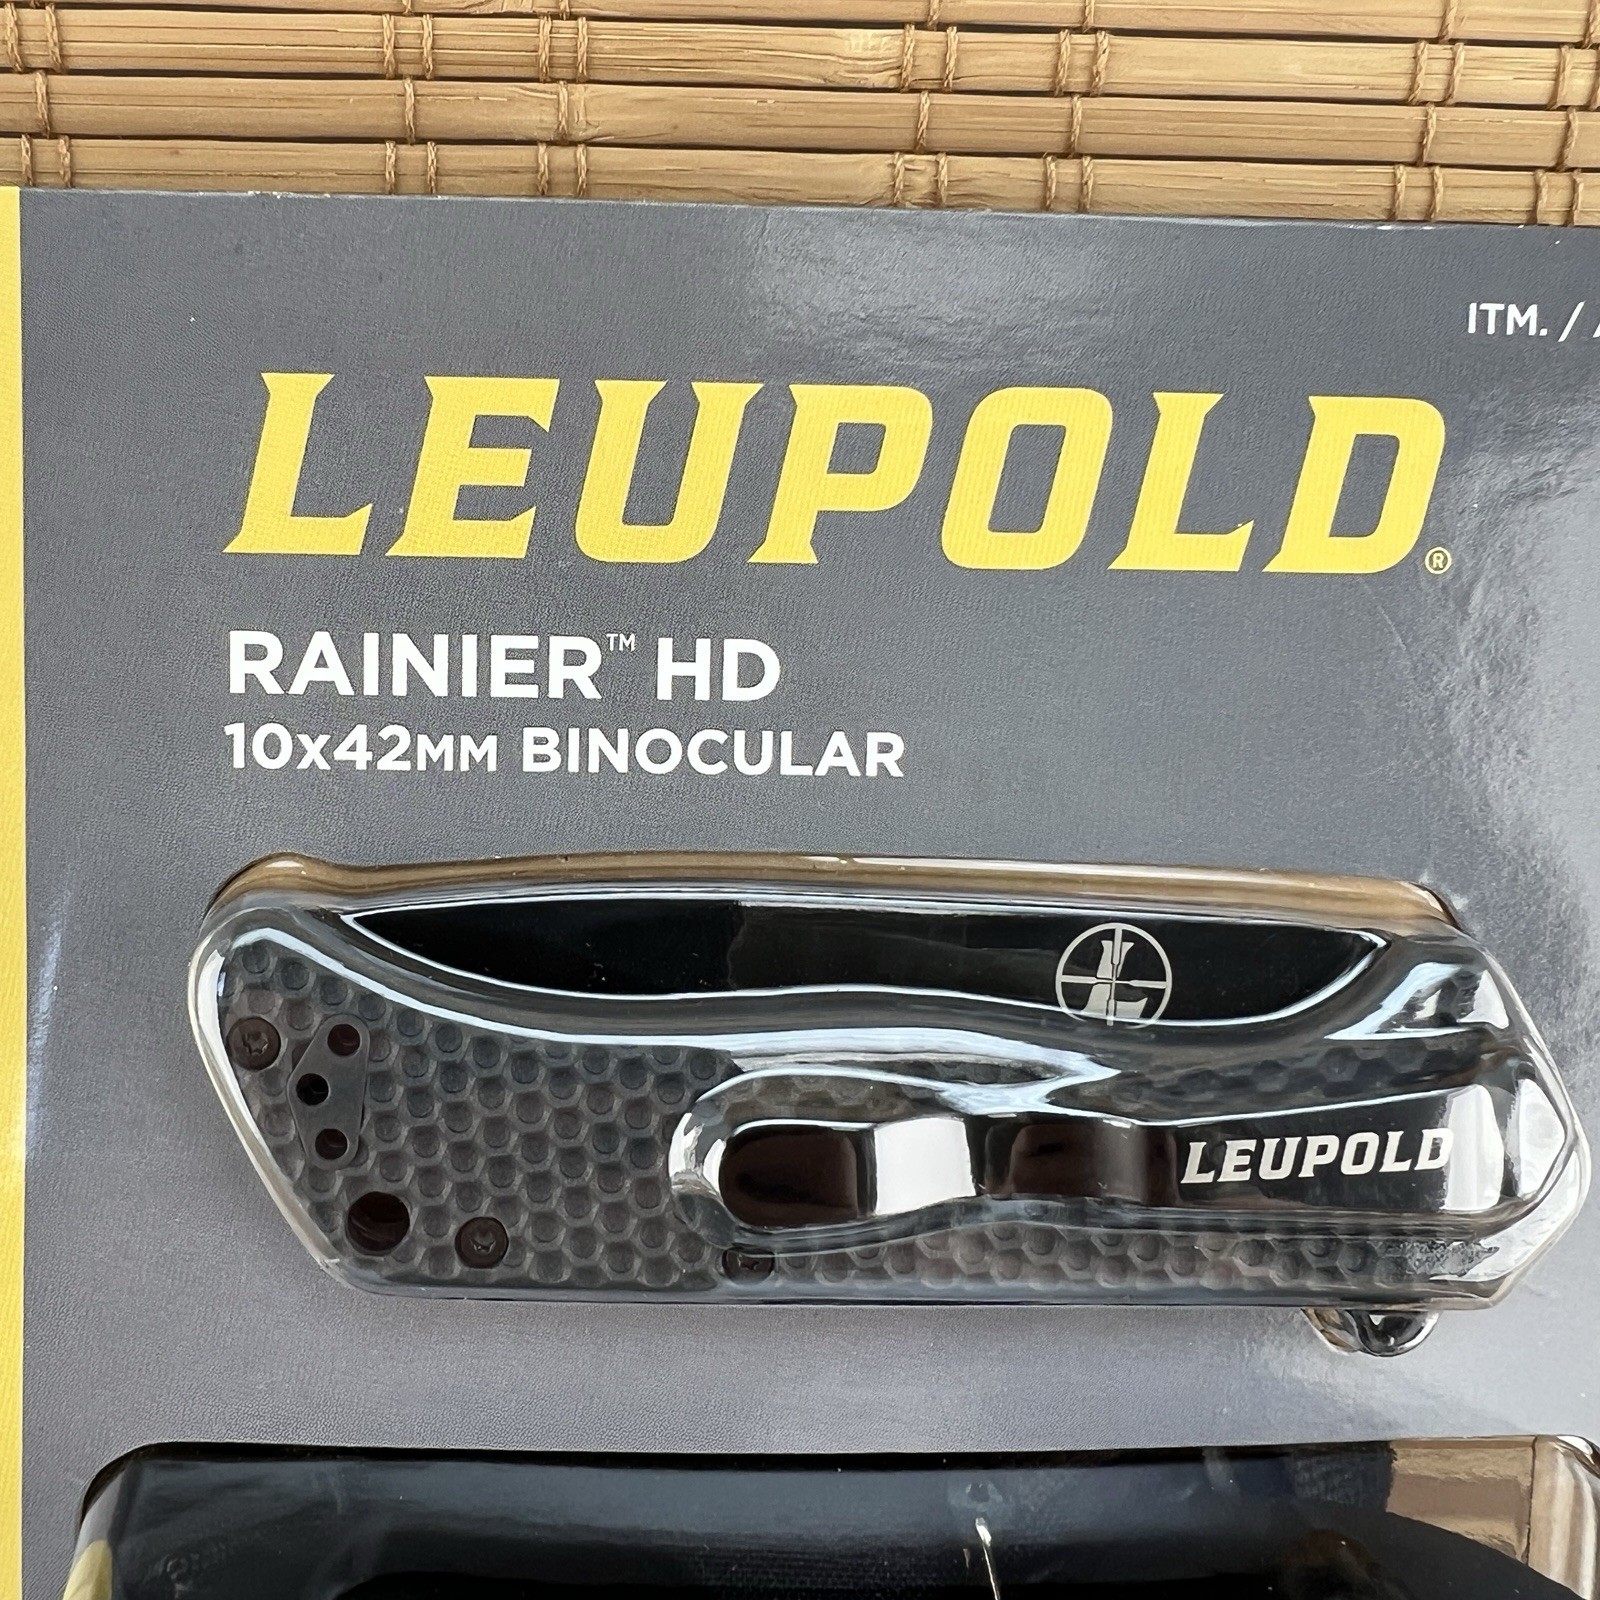 ITM. /
LEUPOLD®
RAINIER™ HD
10x42MM BINOCULAR
L
LEUPOLD